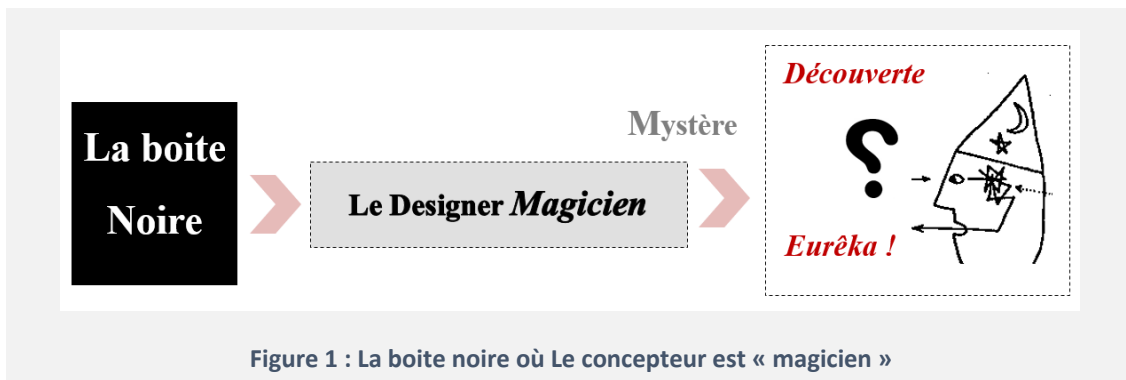 La boite
Noire
Le Designer Magicien
Mystère
Découverte
?
Eurêka !
Figure 1 : La boite noire où Le concepteur est « magicien »